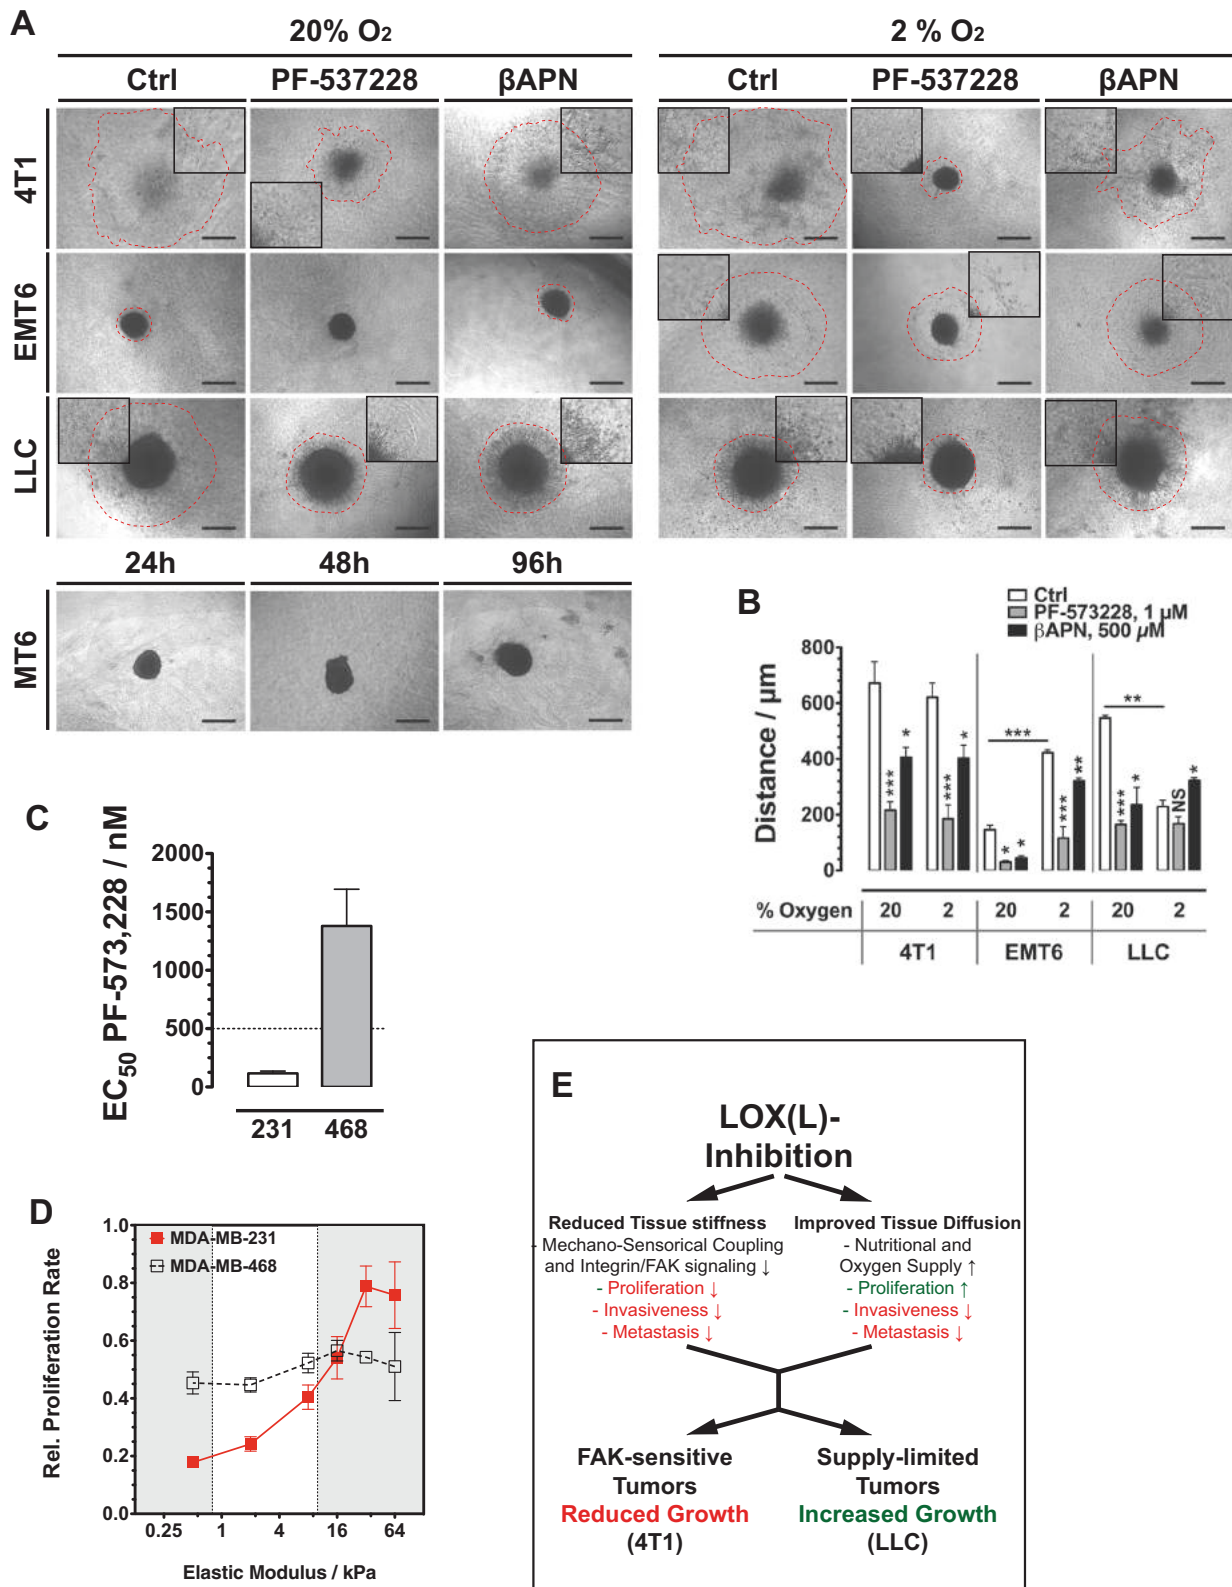 A
20% O2
2 % O2
Ctrl
PF-537228
βAPN
Ctrl
PF-537228
βAPN
4T1
EMT6
LLC
24h
48h
96h
MT6
B
Ctrl
PF-573228, 1 µM
βAPN, 500 µM
Distance / µm
800
600
400
200
0
***
*
***
*
***
*
*
***
**
**
***
*
NS
*
% Oxygen
20
2
20
2
20
2
4T1
EMT6
LLC
C
EC50 PF-573,228 / nM
2000
1500
1000
500
0
231
468
D
MDA-MB-231
MDA-MB-468
Rel. Proliferation Rate
1.0
0.8
0.6
0.4
0.2
0.0
0.25
1
4
16
64
Elastic Modulus / kPa
E
LOX(L)-
Inhibition
Reduced Tissue stiffness
- Mechano-Sensorical Coupling
and Integrin/FAK signaling ↓
- Proliferation ↓
- Invasiveness ↓
- Metastasis ↓
Improved Tissue Diffusion
- Nutritional and
Oxygen Supply ↑
- Proliferation ↑
- Invasiveness ↓
- Metastasis ↓
FAK-sensitive
Tumors
Reduced Growth
(4T1)
Supply-limited
Tumors
Increased Growth
(LLC)